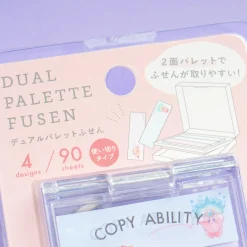 DUAL
PALETTE
FUSEN
デュアルパレットふせん
4 designs / 90 sheets
使い切りタイプ
2面パレットで
ふせんが取りやすい!
COPY ABILITY